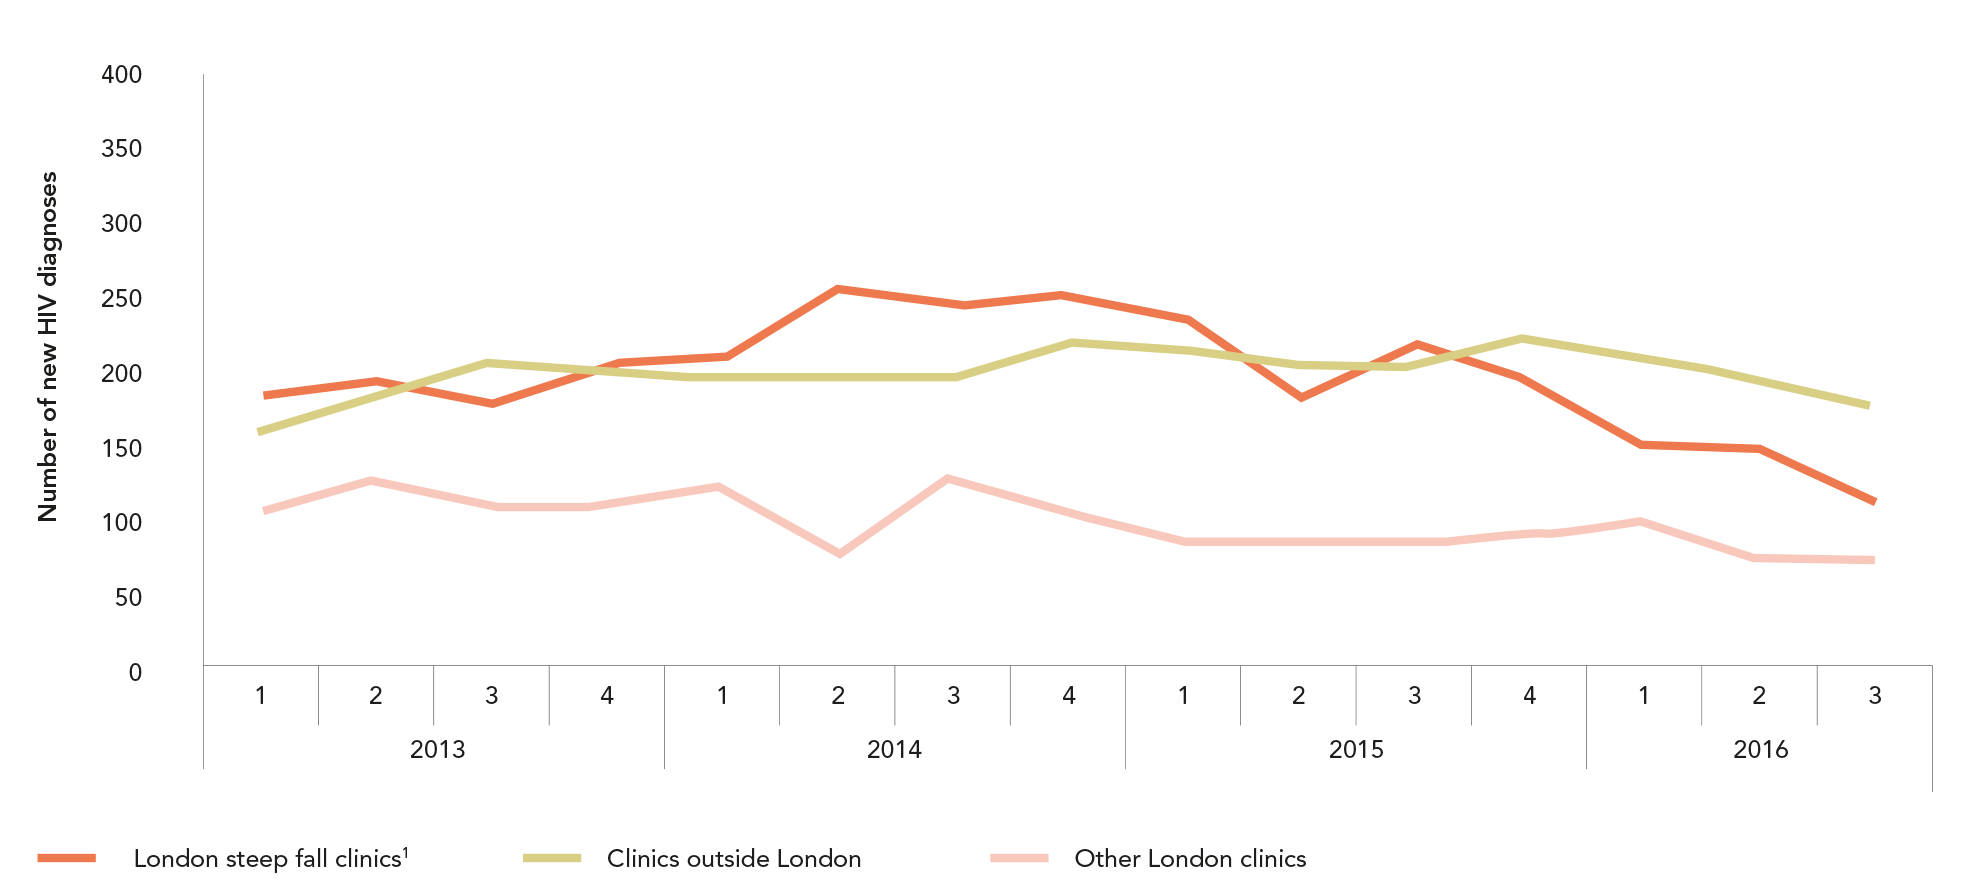 Number of new HIV diagnoses
400
350
300
250
200
150
100
50
0
1 2 3 4 1 2 3 4 1 2 3 4 1 2 3
2013 2014 2015 2016
London steep fall clinics¹ Clinics outside London Other London clinics